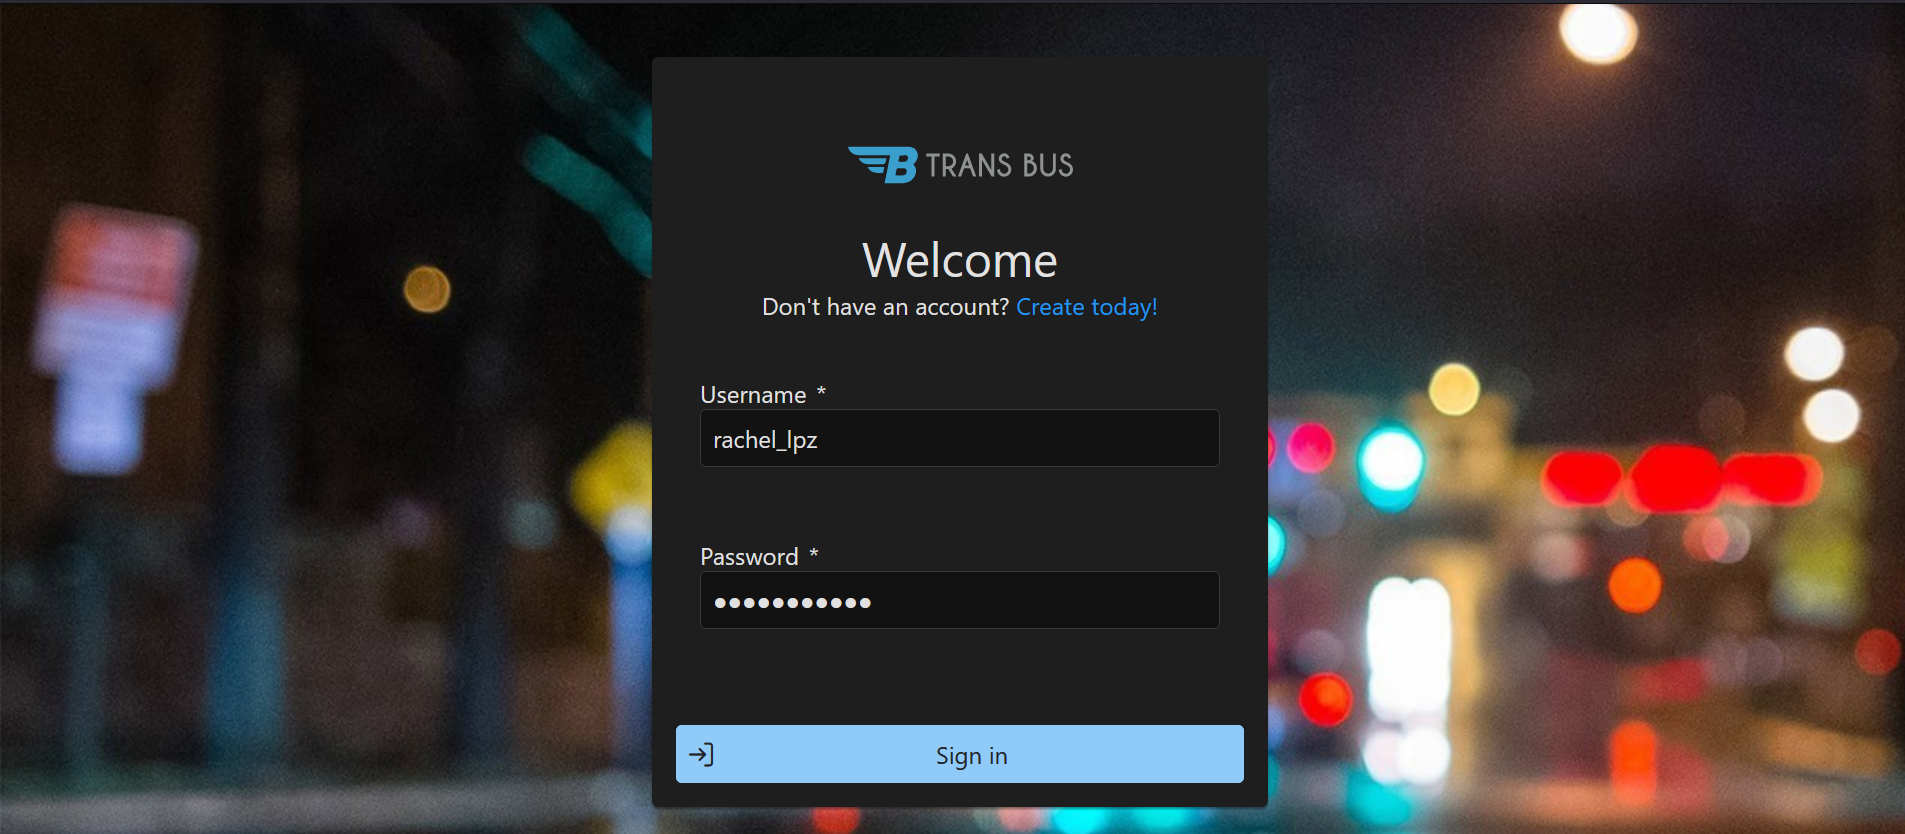 TRANS BUS
Welcome
Don't have an account? Create today!
Username *
rachel_lpz
Password *
●●●●●●●●●●●
Sign in